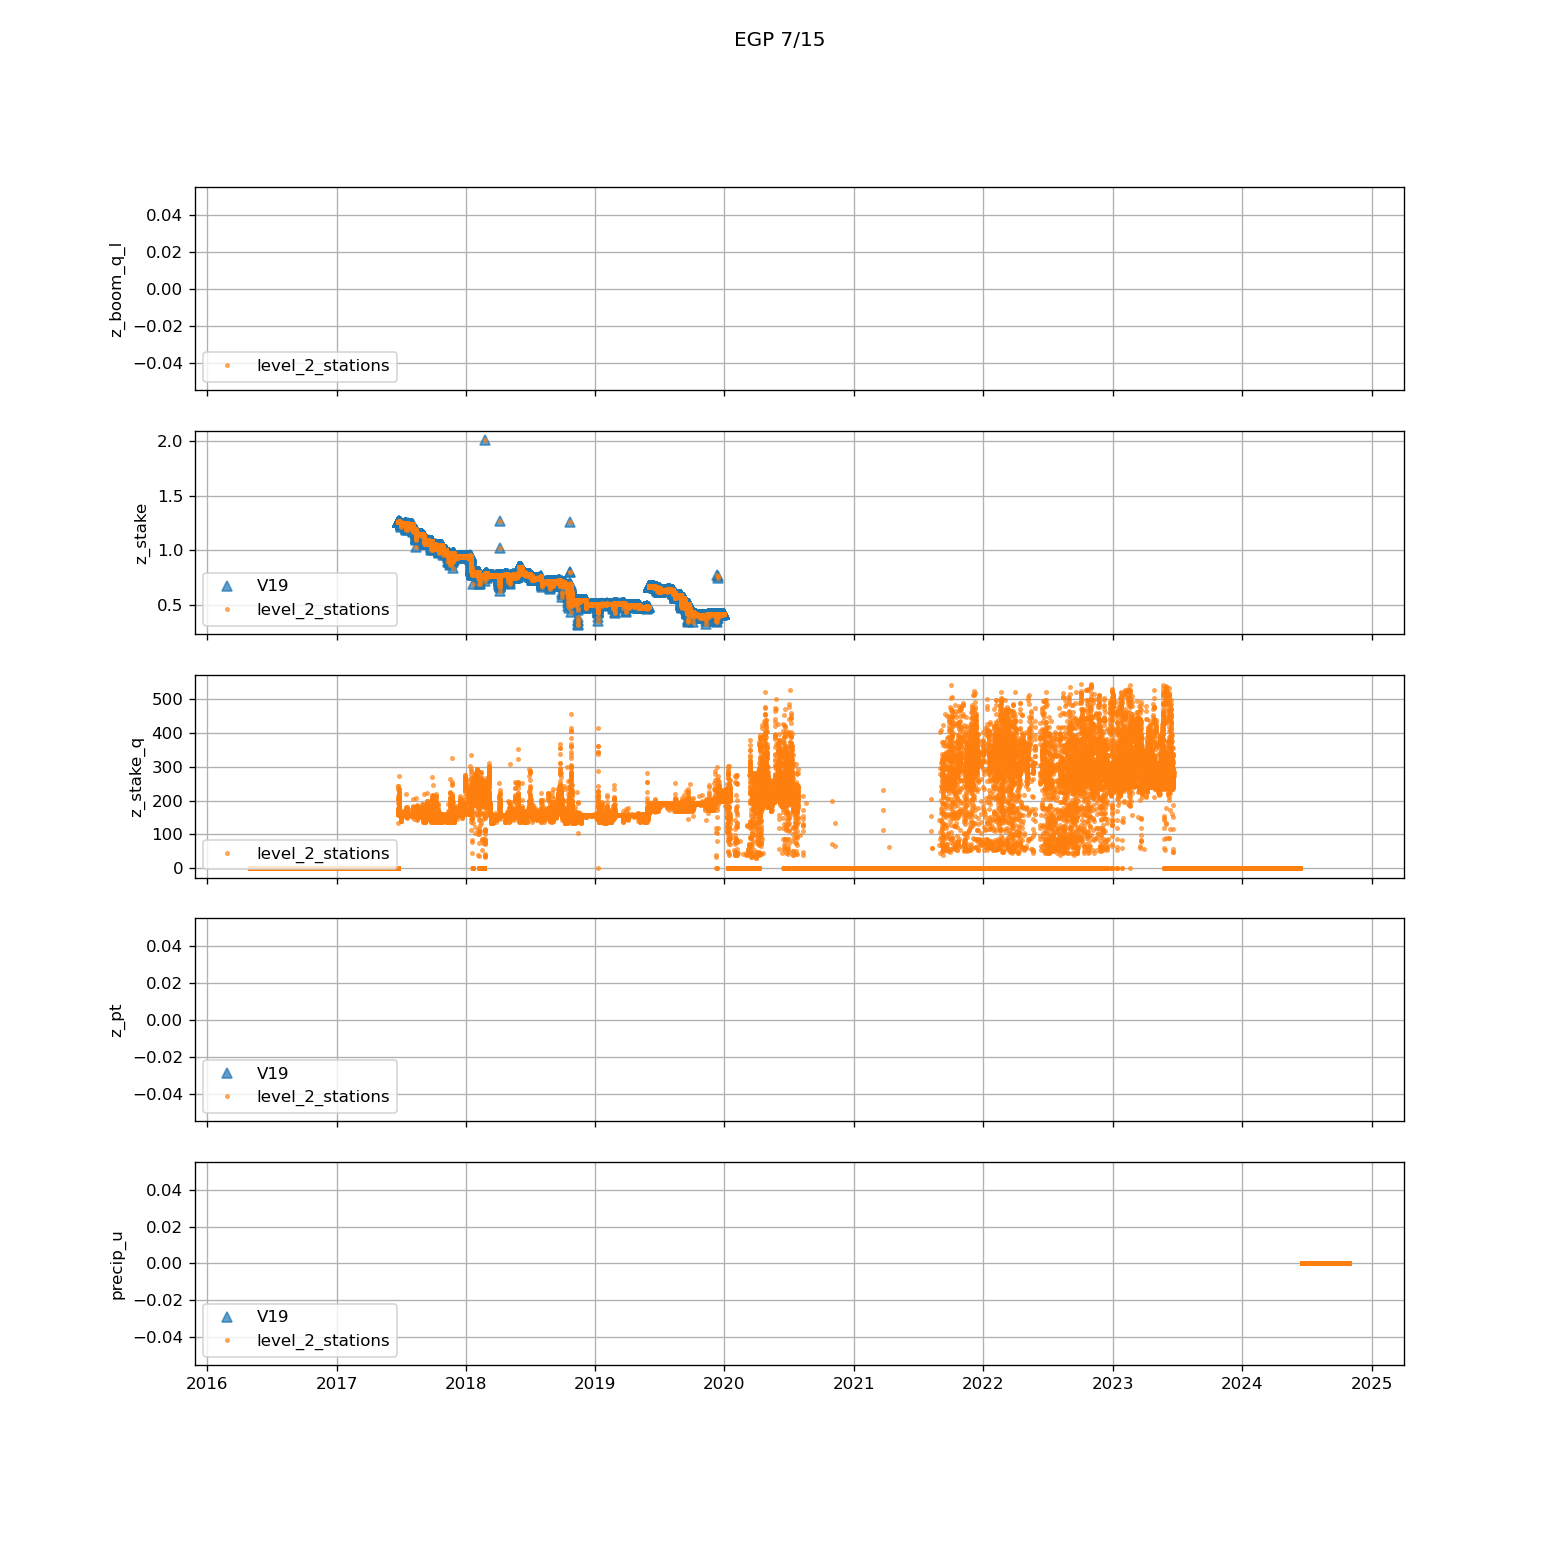 EGP 7/15
z_boom_q_l
0.04
0.02
0.00
−0.02
−0.04
level_2_stations
z_stake
2.0
1.5
1.0
0.5
V19
level_2_stations
z_stake_q
500
400
300
200
100
0
level_2_stations
z_pt
0.04
0.02
0.00
−0.02
−0.04
V19
level_2_stations
precip_u
0.04
0.02
0.00
−0.02
−0.04
V19
level_2_stations
2016 2017 2018 2019 2020 2021 2022 2023 2024 2025